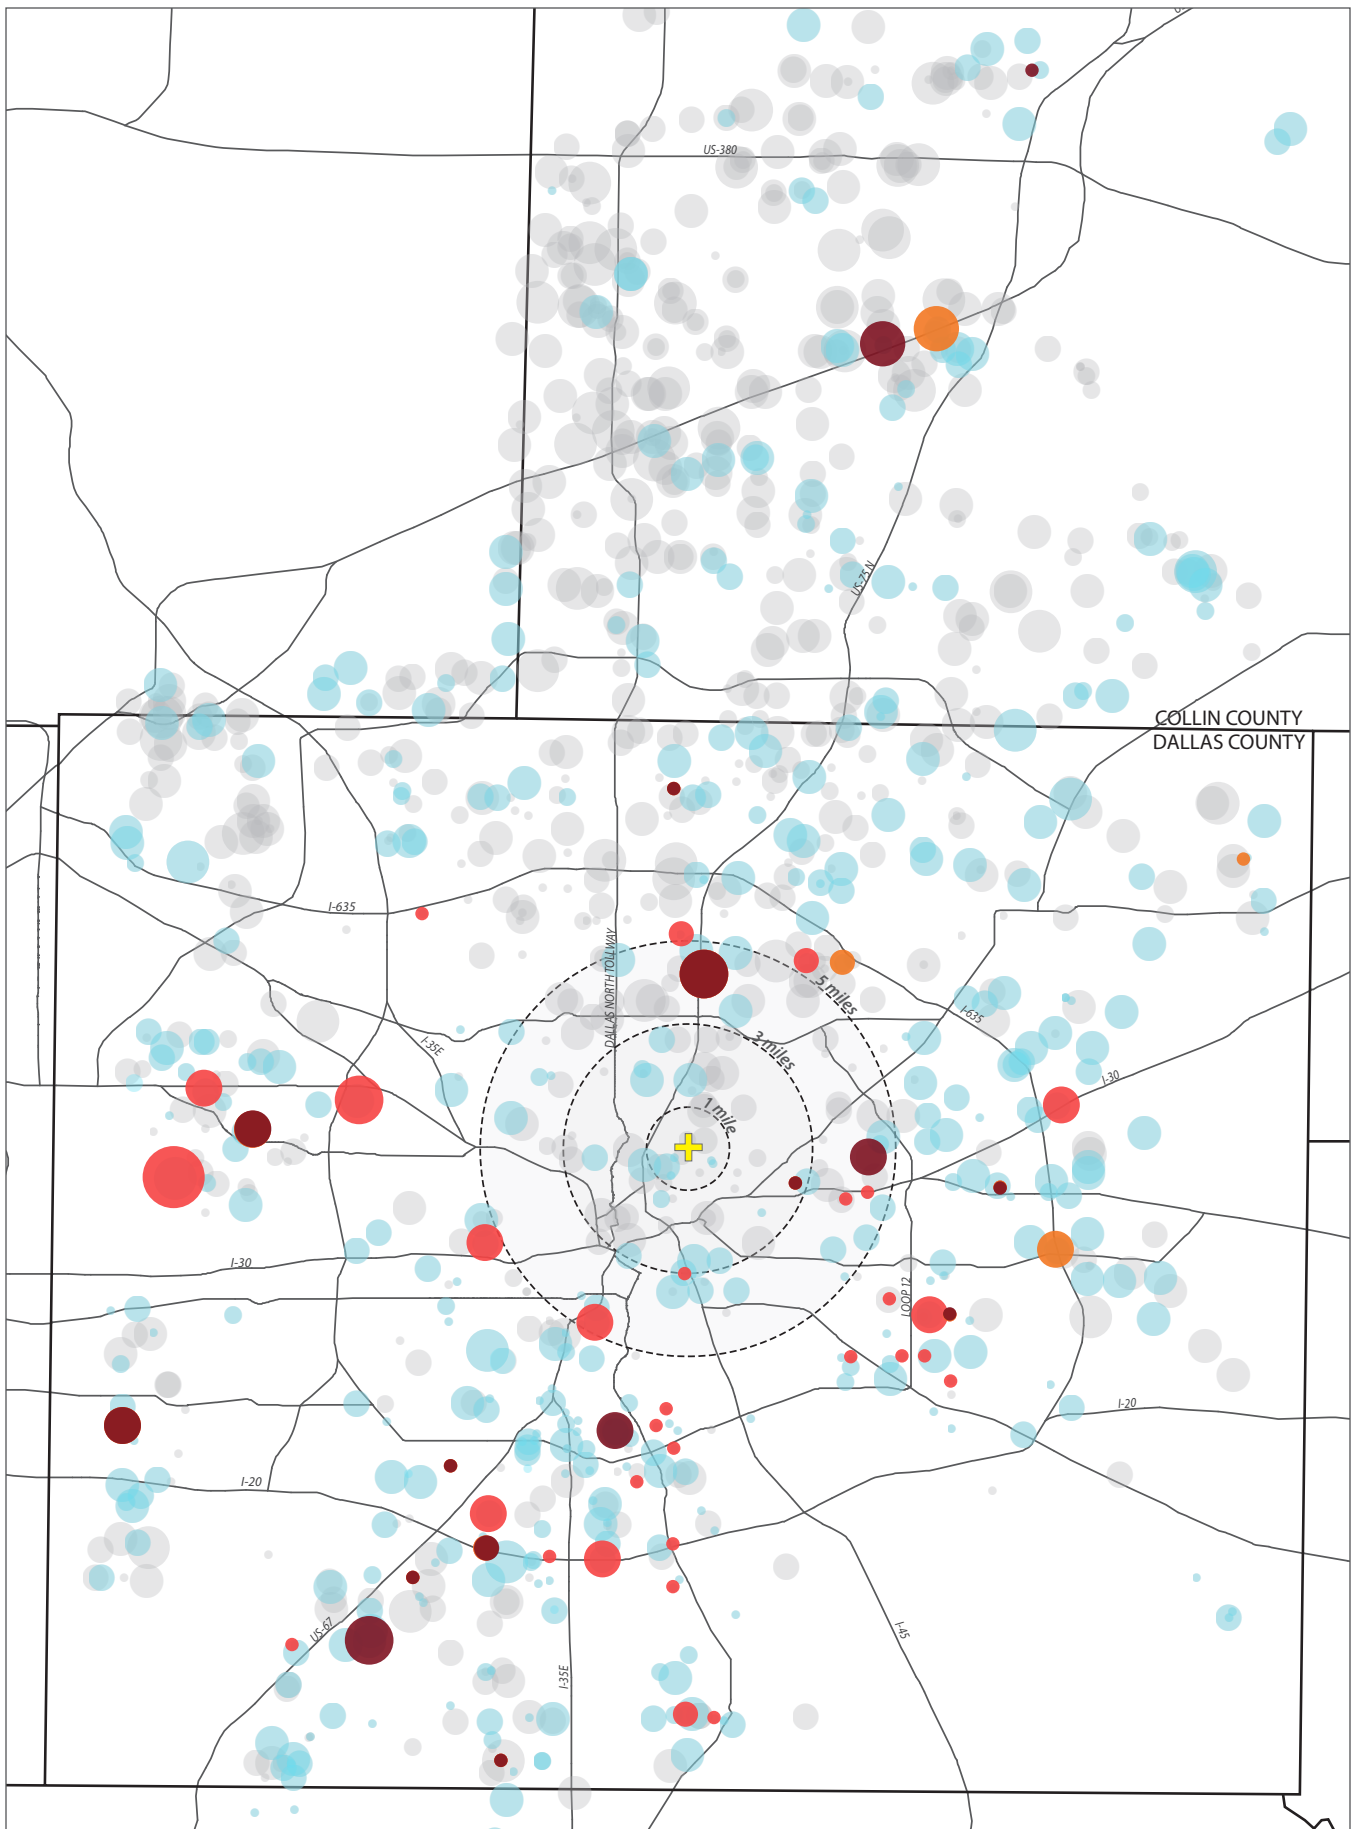 US-380
US-75 N
COLLIN COUNTY
DALLAS COUNTY
I-635
DALLAS NORTH TOLLWAY
5 miles
I-635
I-35E
3 miles
I-30
1 mile
I-30
LOOP 12
I-20
I-20
US-67
I-45
I-35E